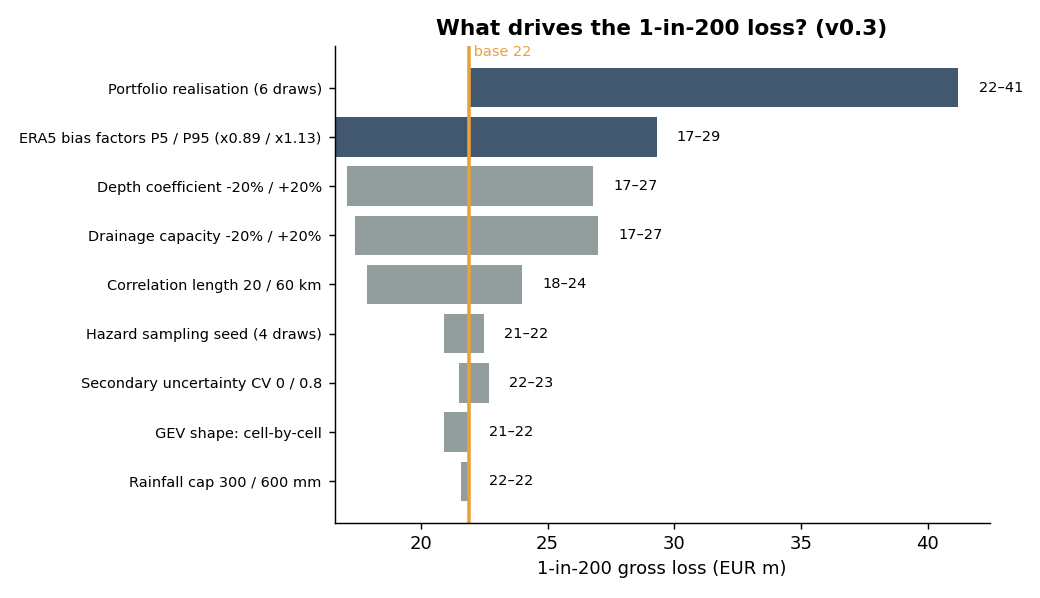 What drives the 1-in-200 loss? (v0.3)
base 22
Portfolio realisation (6 draws) 22–41
ERA5 bias factors P5 / P95 (x0.89 / x1.13) 17–29
Depth coefficient -20% / +20% 17–27
Drainage capacity -20% / +20% 17–27
Correlation length 20 / 60 km 18–24
Hazard sampling seed (4 draws) 21–22
Secondary uncertainty CV 0 / 0.8 22–23
GEV shape: cell-by-cell 21–22
Rainfall cap 300 / 600 mm 22–22
20 25 30 35 40
1-in-200 gross loss (EUR m)